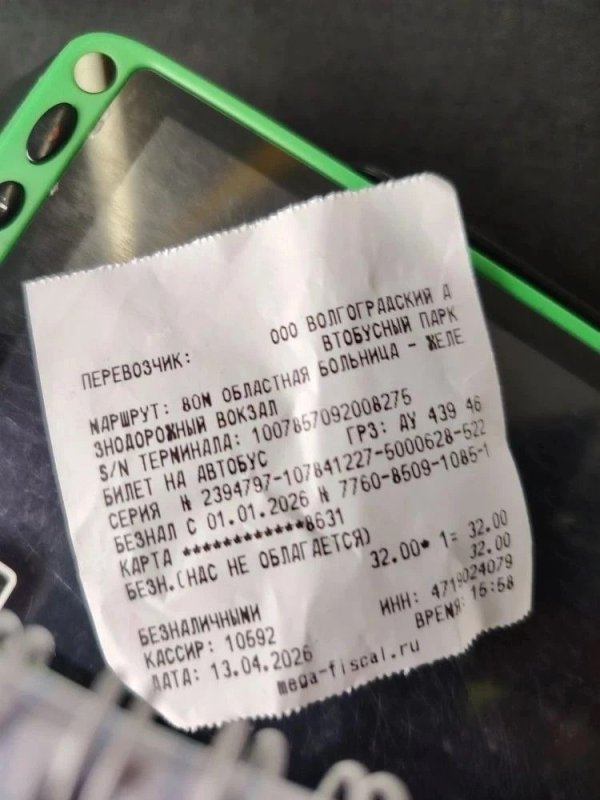 ПЕРЕВОЗЧИК: ООО ВОЛГОГРАДСКИЙ А
ВТОБУСНЫЙ ПАРК
МАРШРУТ: 80М ОБЛАСТНАЯ БОЛЬНИЦА - ЖЕЛЕ
ЗНОДОРОЖНЫЙ ВОКЗАЛ
S/N ТЕРМИНАЛА: 1007857092008275
БИЛЕТ НА АВТОБУС ГРЗ: АУ 439 46
СЕРИЯ N 2394797-107841227-5000628-522
БЕЗНАЛ С 01.01.2026 N 7760-8509-1085-1
КАРТА ************8631
БЕЗН.(НДС НЕ ОБЛАГАЕТСЯ)
32.00* 1= 32.00
БЕЗНАЛИЧНЫМИ 32.00
КАССИР: 10592 ИНН: 4719024079
ДАТА: 13.04.2026 ВРЕМЯ: 15:58
mega-fiscal.ru